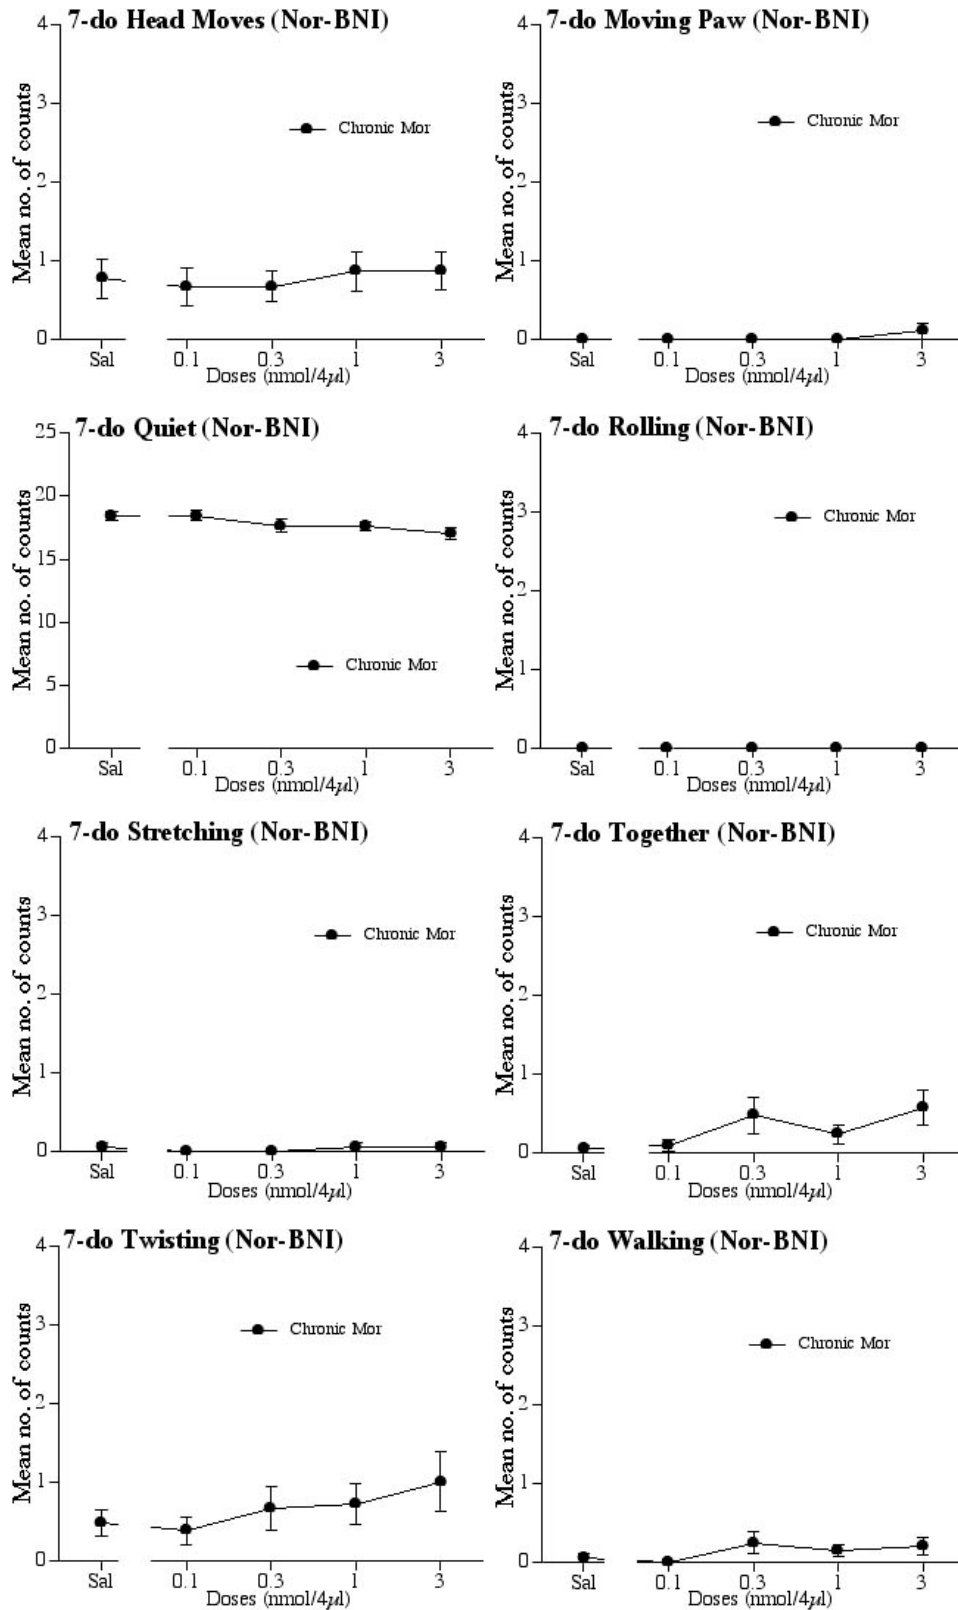 7-do Head Moves (Nor-BNI)
Mean no. of counts
4
3
2
1
0
Chronic Mor
Sal
0.1
0.3
1
3
Doses (nmol/4µl)
7-do Moving Paw (Nor-BNI)
Mean no. of counts
4
3
2
1
0
Chronic Mor
Sal
0.1
0.3
1
3
Doses (nmol/4µl)
7-do Quiet (Nor-BNI)
Mean no. of counts
25
20
15
10
5
0
Chronic Mor
Sal
0.1
0.3
1
3
Doses (nmol/4µl)
7-do Rolling (Nor-BNI)
Mean no. of counts
4
3
2
1
0
Chronic Mor
Sal
0.1
0.3
1
3
Doses (nmol/4µl)
7-do Stretching (Nor-BNI)
Mean no. of counts
4
3
2
1
0
Chronic Mor
Sal
0.1
0.3
1
3
Doses (nmol/4µl)
7-do Together (Nor-BNI)
Mean no. of counts
4
3
2
1
0
Chronic Mor
Sal
0.1
0.3
1
3
Doses (nmol/4µl)
7-do Twisting (Nor-BNI)
Mean no. of counts
4
3
2
1
0
Chronic Mor
Sal
0.1
0.3
1
3
Doses (nmol/4µl)
7-do Walking (Nor-BNI)
Mean no. of counts
4
3
2
1
0
Chronic Mor
Sal
0.1
0.3
1
3
Doses (nmol/4µl)